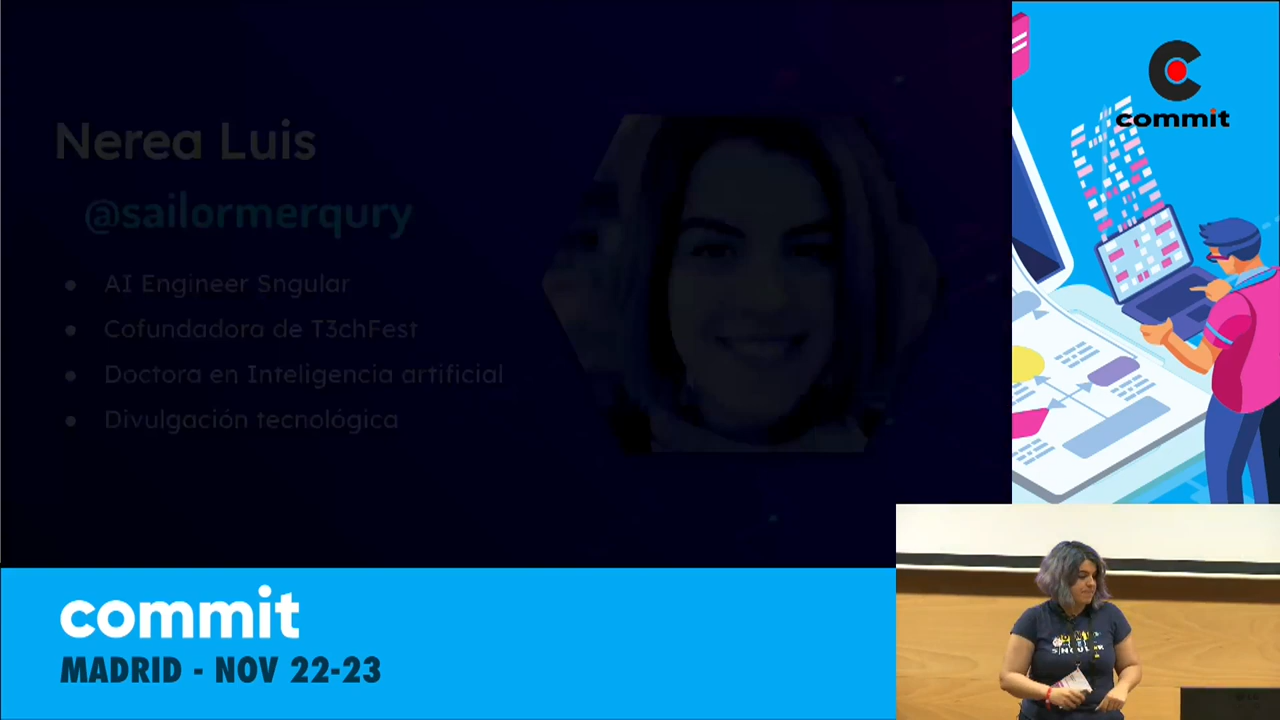 Nerea Luis
@sailormerqury
AI Engineer Sngular
Cofundadora de T3chFest
Doctora en Inteligencia artificial
Divulgación tecnológica
commit
commit
MADRID - NOV 22-23